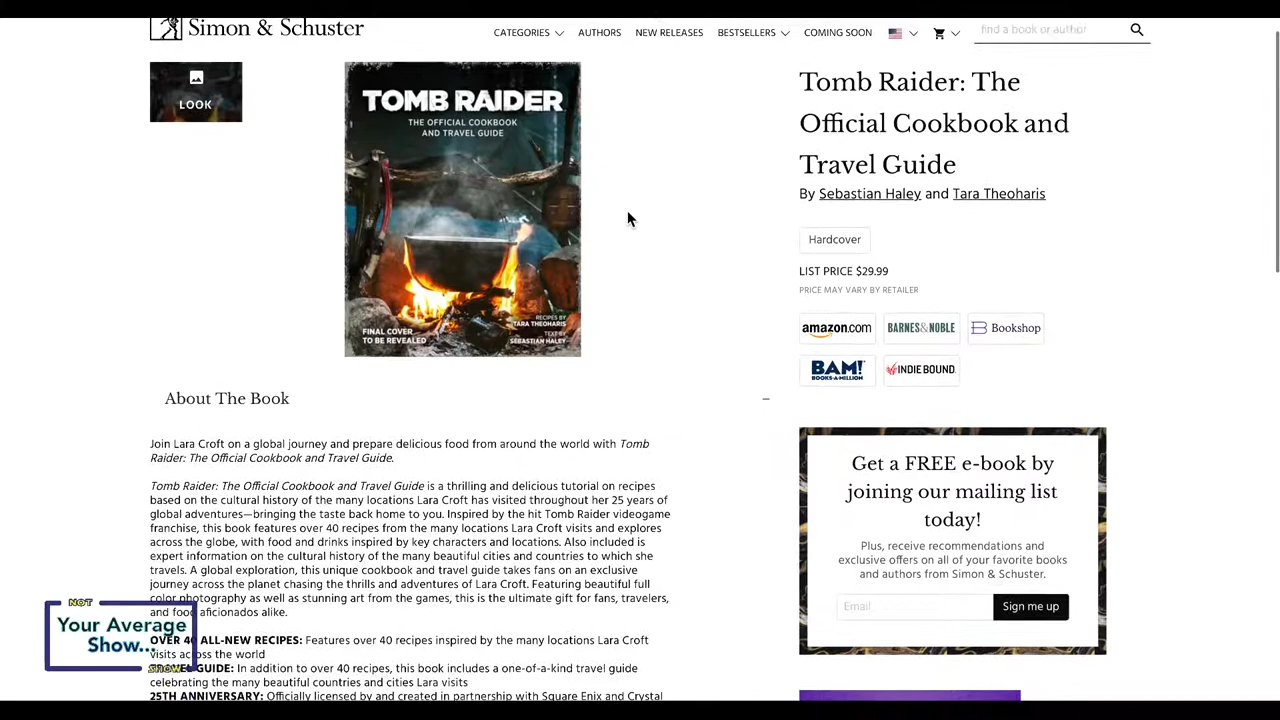 Simon & Schuster
CATEGORIES AUTHORS NEW RELEASES BESTSELLERS COMING SOON find a book or author
LOOK
TOMB RAIDER
THE OFFICIAL COOKBOOK
AND TRAVEL GUIDE
FINAL COVER
TO BE REVEALED
RECIPES BY
TARA THEOHARIS
TEXT BY
SEBASTIAN HALEY
Tomb Raider: The
Official Cookbook and
Travel Guide
By Sebastian Haley and Tara Theoharis
Hardcover
LIST PRICE $29.99
PRICE MAY VARY BY RETAILER
amazon.com BARNES&NOBLE Bookshop
BAM! BOOKS·A·MILLION INDIE BOUND
About The Book
Join Lara Croft on a global journey and prepare delicious food from around the world with Tomb
Raider: The Official Cookbook and Travel Guide.
Tomb Raider: The Official Cookbook and Travel Guide is a thrilling and delicious tutorial on recipes
based on the cultural history of the many locations Lara Croft has visited throughout her 25 years of
global adventures—bringing the taste back home to you. Inspired by the hit Tomb Raider videogame
franchise, this book features over 40 recipes from the many locations Lara Croft visits and explores
across the globe, with food and drinks inspired by key characters and locations. Also included is
expert information on the cultural history of the many beautiful cities and countries to which she
travels. A global exploration, this unique cookbook and travel guide takes fans on an exclusive
journey across the planet chasing the thrills and adventures of Lara Croft. Featuring beautiful full
color photography as well as stunning art from the games, this is the ultimate gift for fans, travelers,
and food aficionados alike.
OVER 40 ALL-NEW RECIPES: Features over 40 recipes inspired by the many locations Lara Croft
visits across the world
GUIDE: In addition to over 40 recipes, this book includes a one-of-a-kind travel guide
celebrating the many beautiful countries and cities Lara visits
25TH ANNIVERSARY: Officially licensed by and created in partnership with Square Enix and Crystal
Get a FREE e-book by
joining our mailing list
today!
Plus, receive recommendations and
exclusive offers on all of your favorite books
and authors from Simon & Schuster.
Email Sign me up
NOT
Your Average
Show...
SHOW